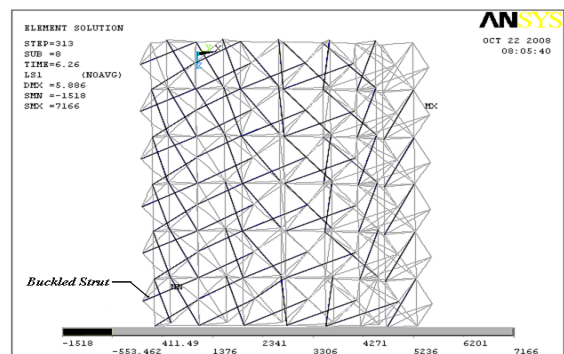 ELEMENT SOLUTION
STEP=313
SUB =8
TIME=6.26
LS1 (NOAVG)
DMX =5.886
SMN =-1518
SMX =7166
ANSYS
OCT 22 2008
08:05:40
MX
Buckled Strut
MN
-1518 411.49 2341 4271 6201
-553.462 1376 3306 5236 7166